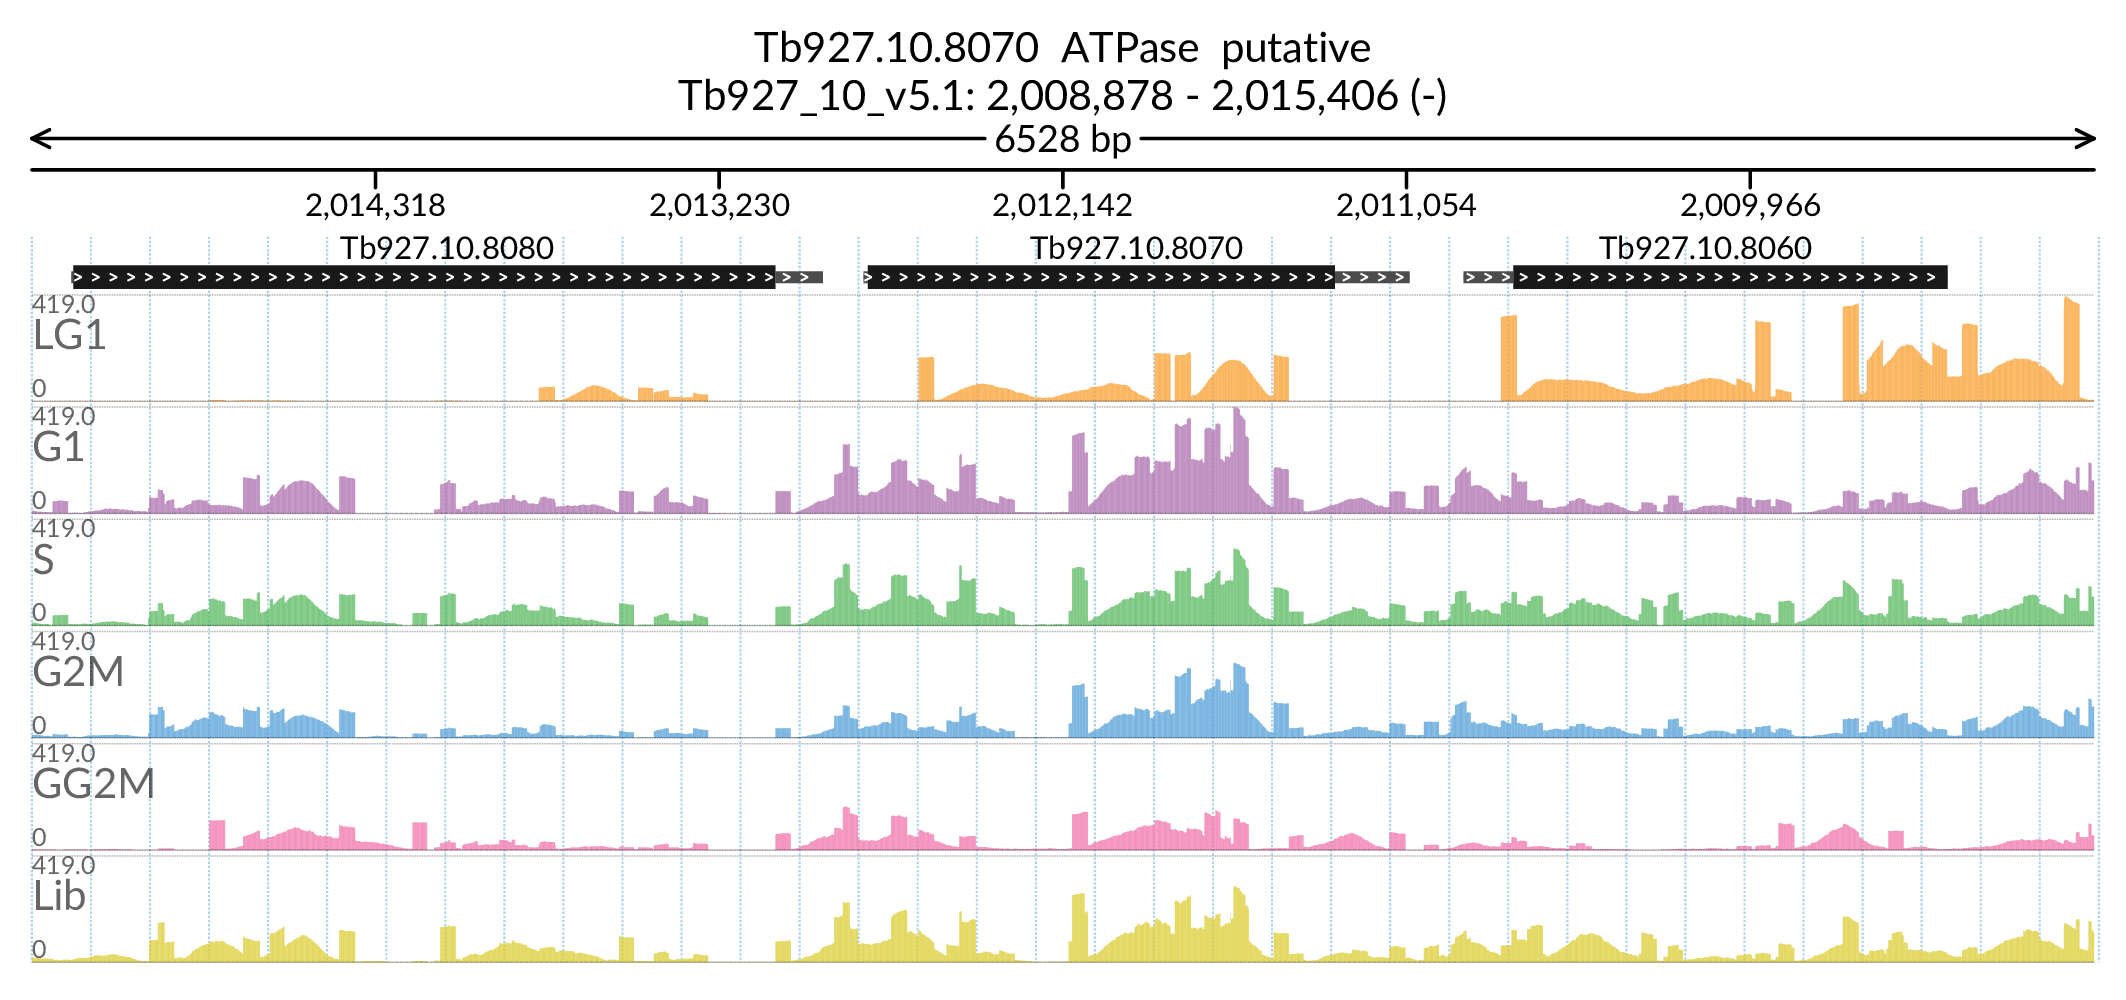 Tb927.10.8070 ATPase putative
Tb927_10_v5.1: 2,008,878 - 2,015,406 (-)
6528 bp
2,014,318 2,013,230 2,012,142 2,011,054 2,009,966
Tb927.10.8080 Tb927.10.8070 Tb927.10.8060
419.0
LG1
0
419.0
G1
0
419.0
S
0
419.0
G2M
0
419.0
GG2M
0
419.0
Lib
0